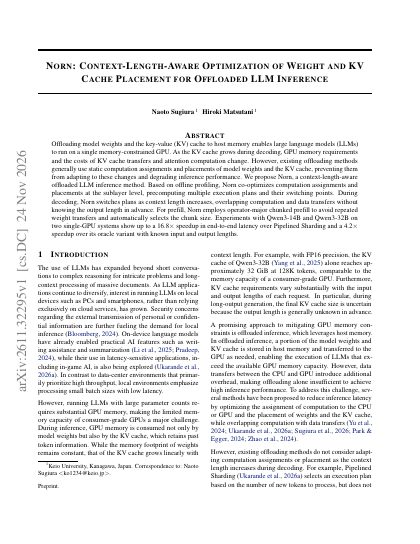 NORN: CONTEXT-LENGTH-AWARE OPTIMIZATION OF WEIGHT AND KV
CACHE PLACEMENT FOR OFFLOADED LLM INFERENCE
Naoto Sugiura 1 Hiroki Matsutani 1
ABSTRACT
Offloading model weights and the key-value (KV) cache to host memory enables large language models (LLMs)
to run on a single memory-constrained GPU. As the KV cache grows during decoding, GPU memory requirements
and the costs of KV cache transfers and attention computation change. However, existing offloading methods
generally use static computation assignments and placements of model weights and the KV cache, preventing them
from adapting to these changes and degrading inference performance. We propose Norn, a context-length-aware
offloaded LLM inference method. Based on offline profiling, Norn co-optimizes computation assignments and
placements at the sublayer level, precomputing multiple execution plans and their switching points. During
decoding, Norn switches plans as context length increases, overlapping computation and data transfers without
knowing the output length in advance. For prefill, Norn employs operator-major chunked prefill to avoid repeated
weight transfers and automatically selects the chunk size. Experiments with Qwen3-14B and Qwen3-32B on
two single-GPU systems show up to a 16.8× speedup in end-to-end latency over Pipelined Sharding and a 4.2×
speedup over its oracle variant with known input and output lengths.
1 INTRODUCTION
The use of LLMs has expanded beyond short conversa-
tions to complex reasoning for intricate problems and long-
context processing of massive documents. As LLM applica-
tions continue to diversify, interest in running LLMs on local
devices such as PCs and smartphones, rather than relying
exclusively on cloud services, has grown. Security concerns
regarding the external transmission of personal or confiden-
tial information are further fueling the demand for local
inference (Bloomberg, 2024). On-device language models
have already enabled practical AI features such as writ-
ing assistance and summarization (Li et al., 2025; Pradeep,
2024), while their use in latency-sensitive applications, in-
cluding in-game AI, is also being explored (Ukarande et al.,
2026a). In contrast to data-center environments that pri-
marily prioritize high throughput, local environments emphasize
processing small batch sizes with low latency.
However, running LLMs with large parameter counts re-
quires substantial GPU memory, making the limited mem-
ory capacity of consumer-grade GPUs a major challenge.
During inference, GPU memory is consumed not only by
model weights but also by the KV cache, which retains past
token information. While the memory footprint of weights
remains constant, that of the KV cache grows linearly with
1 Keio University, Kanagawa, Japan. Correspondence to: Naoto
Sugiura <ko1234@keio.jp>.
Preprint.
context length. For example, with FP16 precision, the KV
cache of Qwen3-32B (Yang et al., 2025) alone reaches ap-
proximately 32 GiB at 128K tokens, comparable to the
memory capacity of a consumer-grade GPU. Furthermore,
KV cache requirements vary substantially with the input
and output lengths of each request. In particular, during
long-output generation, the final KV cache size is uncertain
because the output length is generally unknown in advance.
A promising approach to mitigating GPU memory con-
straints is offloaded inference, which leverages host memory.
In offloaded inference, a portion of the model weights and
KV cache is stored in host memory and transferred to the
GPU as needed, enabling the execution of LLMs that ex-
ceed the available GPU memory capacity. However, data
transfers between the CPU and GPU introduce additional
overhead, making offloading alone insufficient to achieve
high inference performance. To address this challenge, sev-
eral methods have been proposed to reduce inference latency
by optimizing the assignment of computation to the CPU
or GPU and the placement of weights and the KV cache,
while overlapping computation with data transfers (Yu et al.,
2024; Ukarande et al., 2026a; Sugiura et al., 2026; Park &
Egger, 2024; Zhao et al., 2024).
However, existing offloading methods do not consider adapt-
ing computation assignments or placement as the context
length increases during decoding. For example, Pipelined
Sharding (Ukarande et al., 2026a) selects an execution plan
based on the number of new tokens to process, but does not
arXiv:2611.32295v1 [cs.DC] 24 Nov 2026